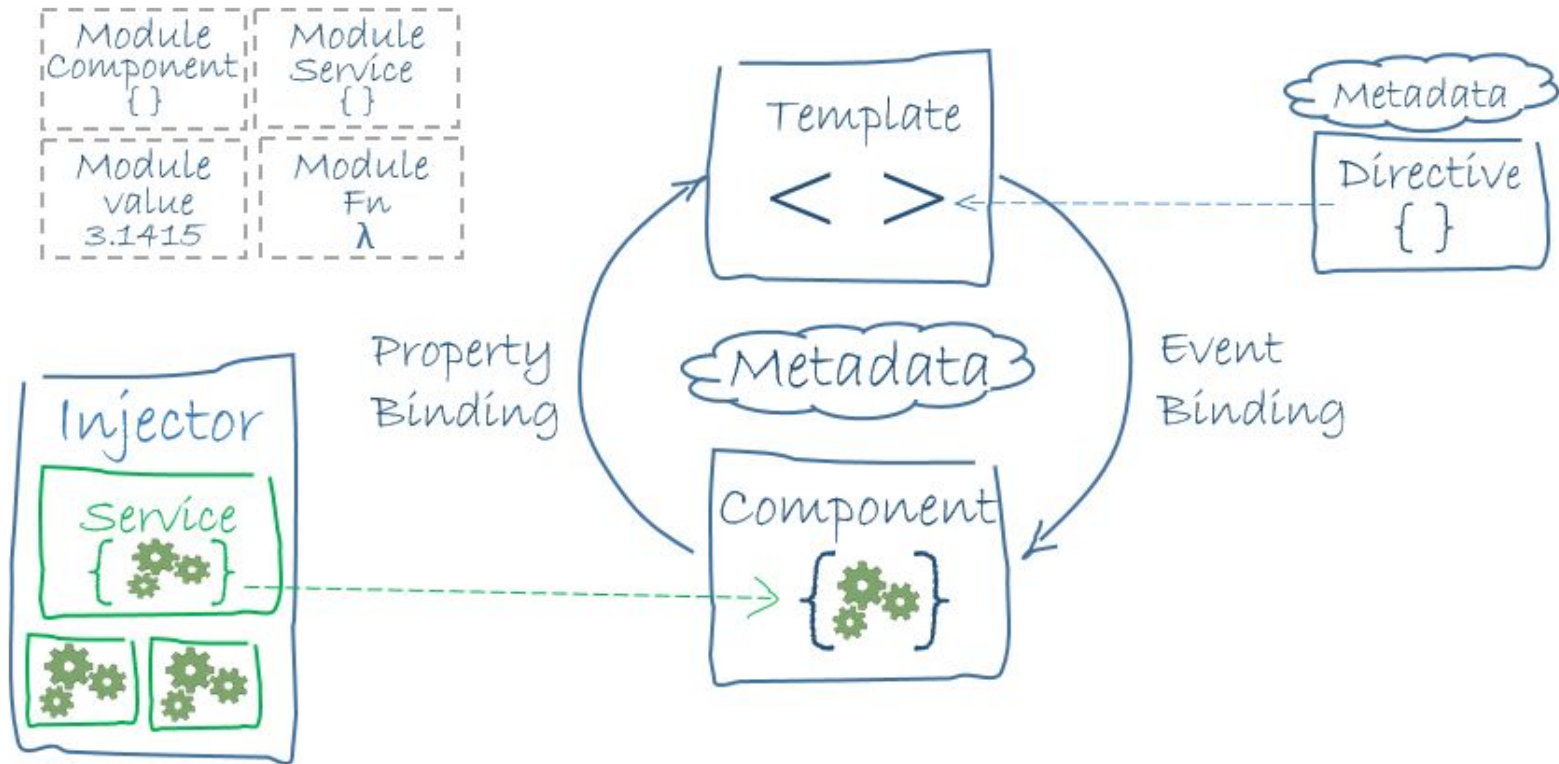 Module
Component
{ }
Module
Service
{ }
Module
value
3.1415
Module
Fn
λ
Template
< >
Metadata
Directive
{ }
Property
Binding
Metadata
Event
Binding
Injector
Service
{ }
Component
{ }